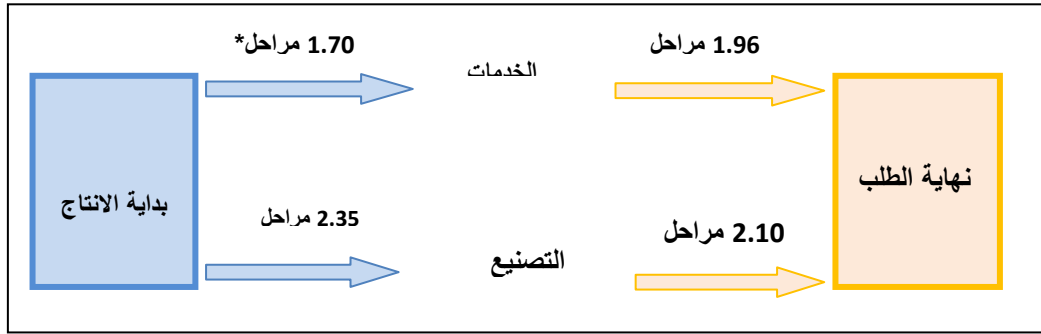 1.70 مراحل*
1.96 مراحل
الخدمات
بداية الانتاج
نهاية الطلب
2.35 مراحل
2.10 مراحل
التصنيع